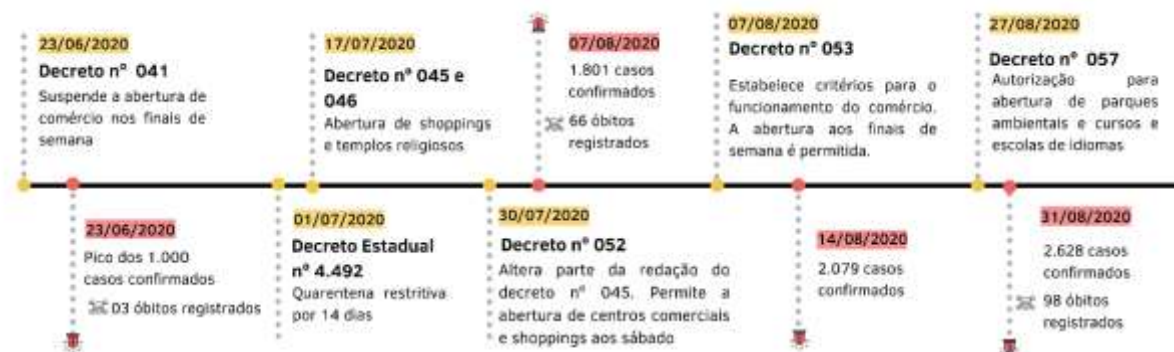 23/06/2020
Decreto nº 041
Suspende a abertura de
comércio nos finais de
semana
17/07/2020
Decreto nº 045 e
046
Abertura de shoppings
e templos religiosos
07/08/2020
1.801 casos
confirmados
66 óbitos
registrados
07/08/2020
Decreto nº 053
Estabelece critérios para o
funcionamento do comércio.
A abertura aos finais de
semana é permitida.
27/08/2020
Decreto nº 057
Autorização para
abertura de parques
ambientais e cursos e
escolas de idiomas
23/06/2020
Pico dos 1.000
casos confirmados
03 óbitos registrados
01/07/2020
Decreto Estadual
nº 4.492
Quarentena restritiva
por 14 dias
30/07/2020
Decreto nº 052
Altera parte da redação do
decreto nº 045. Permite a
abertura de centros comerciais
e shoppings aos sábado
14/08/2020
2.079 casos
confirmados
31/08/2020
2.628 casos
confirmados
98 óbitos
registrados